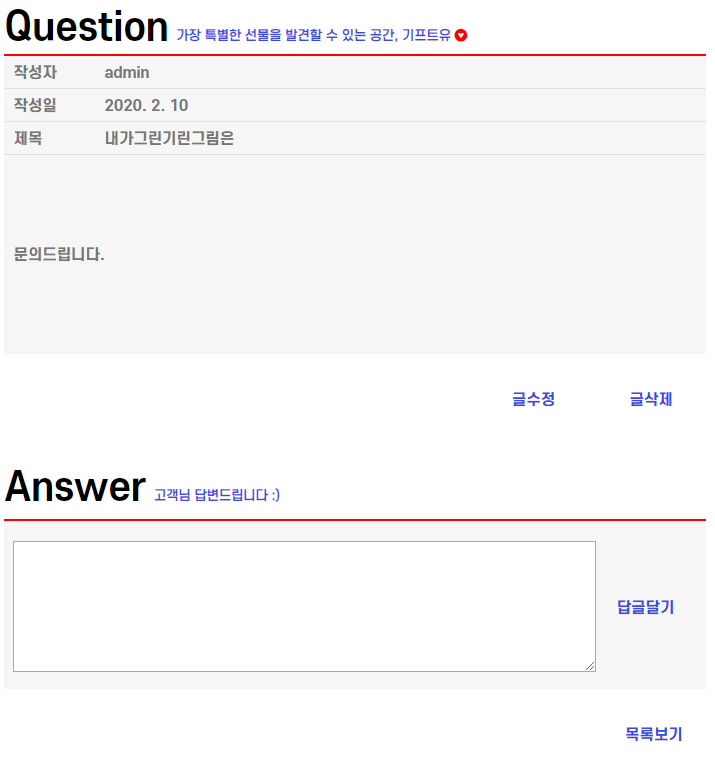 Question 가장 특별한 선물을 발견할 수 있는 공간, 기프트유
작성자 admin
작성일 2020. 2. 10
제목 내가그린기린그림은
문의드립니다.
글수정 글삭제
Answer 고객님 답변드립니다 :)
답글달기
목록보기